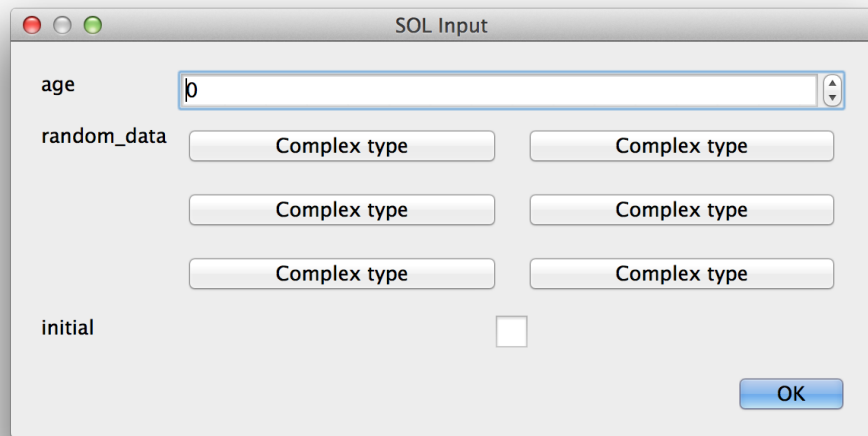 SOL Input
age 0
random_data Complex type Complex type
Complex type Complex type
Complex type Complex type
initial
OK